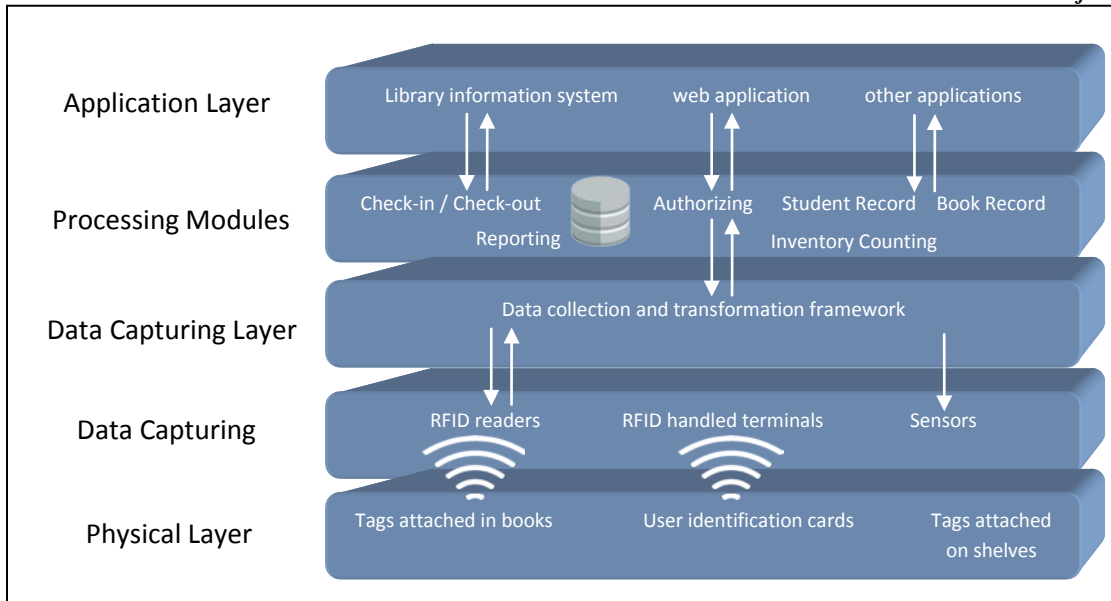 Application Layer
Library information system
web application
other applications
Processing Modules
Check-in / Check-out
Authorizing
Student Record
Book Record
Reporting
Inventory Counting
Data Capturing Layer
Data collection and transformation framework
Data Capturing
RFID readers
RFID handled terminals
Sensors
Physical Layer
Tags attached in books
User identification cards
Tags attached
on shelves